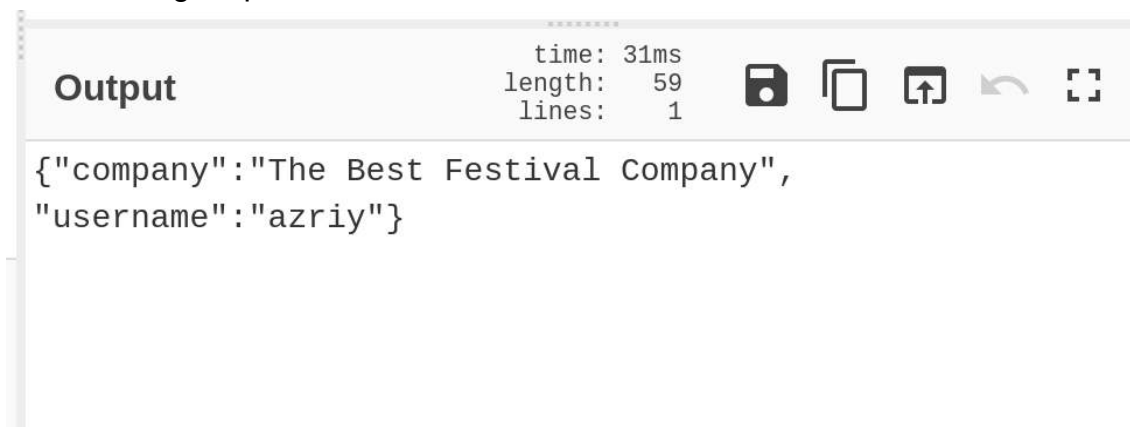 Output
time: 31ms
length: 59
lines: 1
{"company":"The Best Festival Company",
"username":"azriy"}